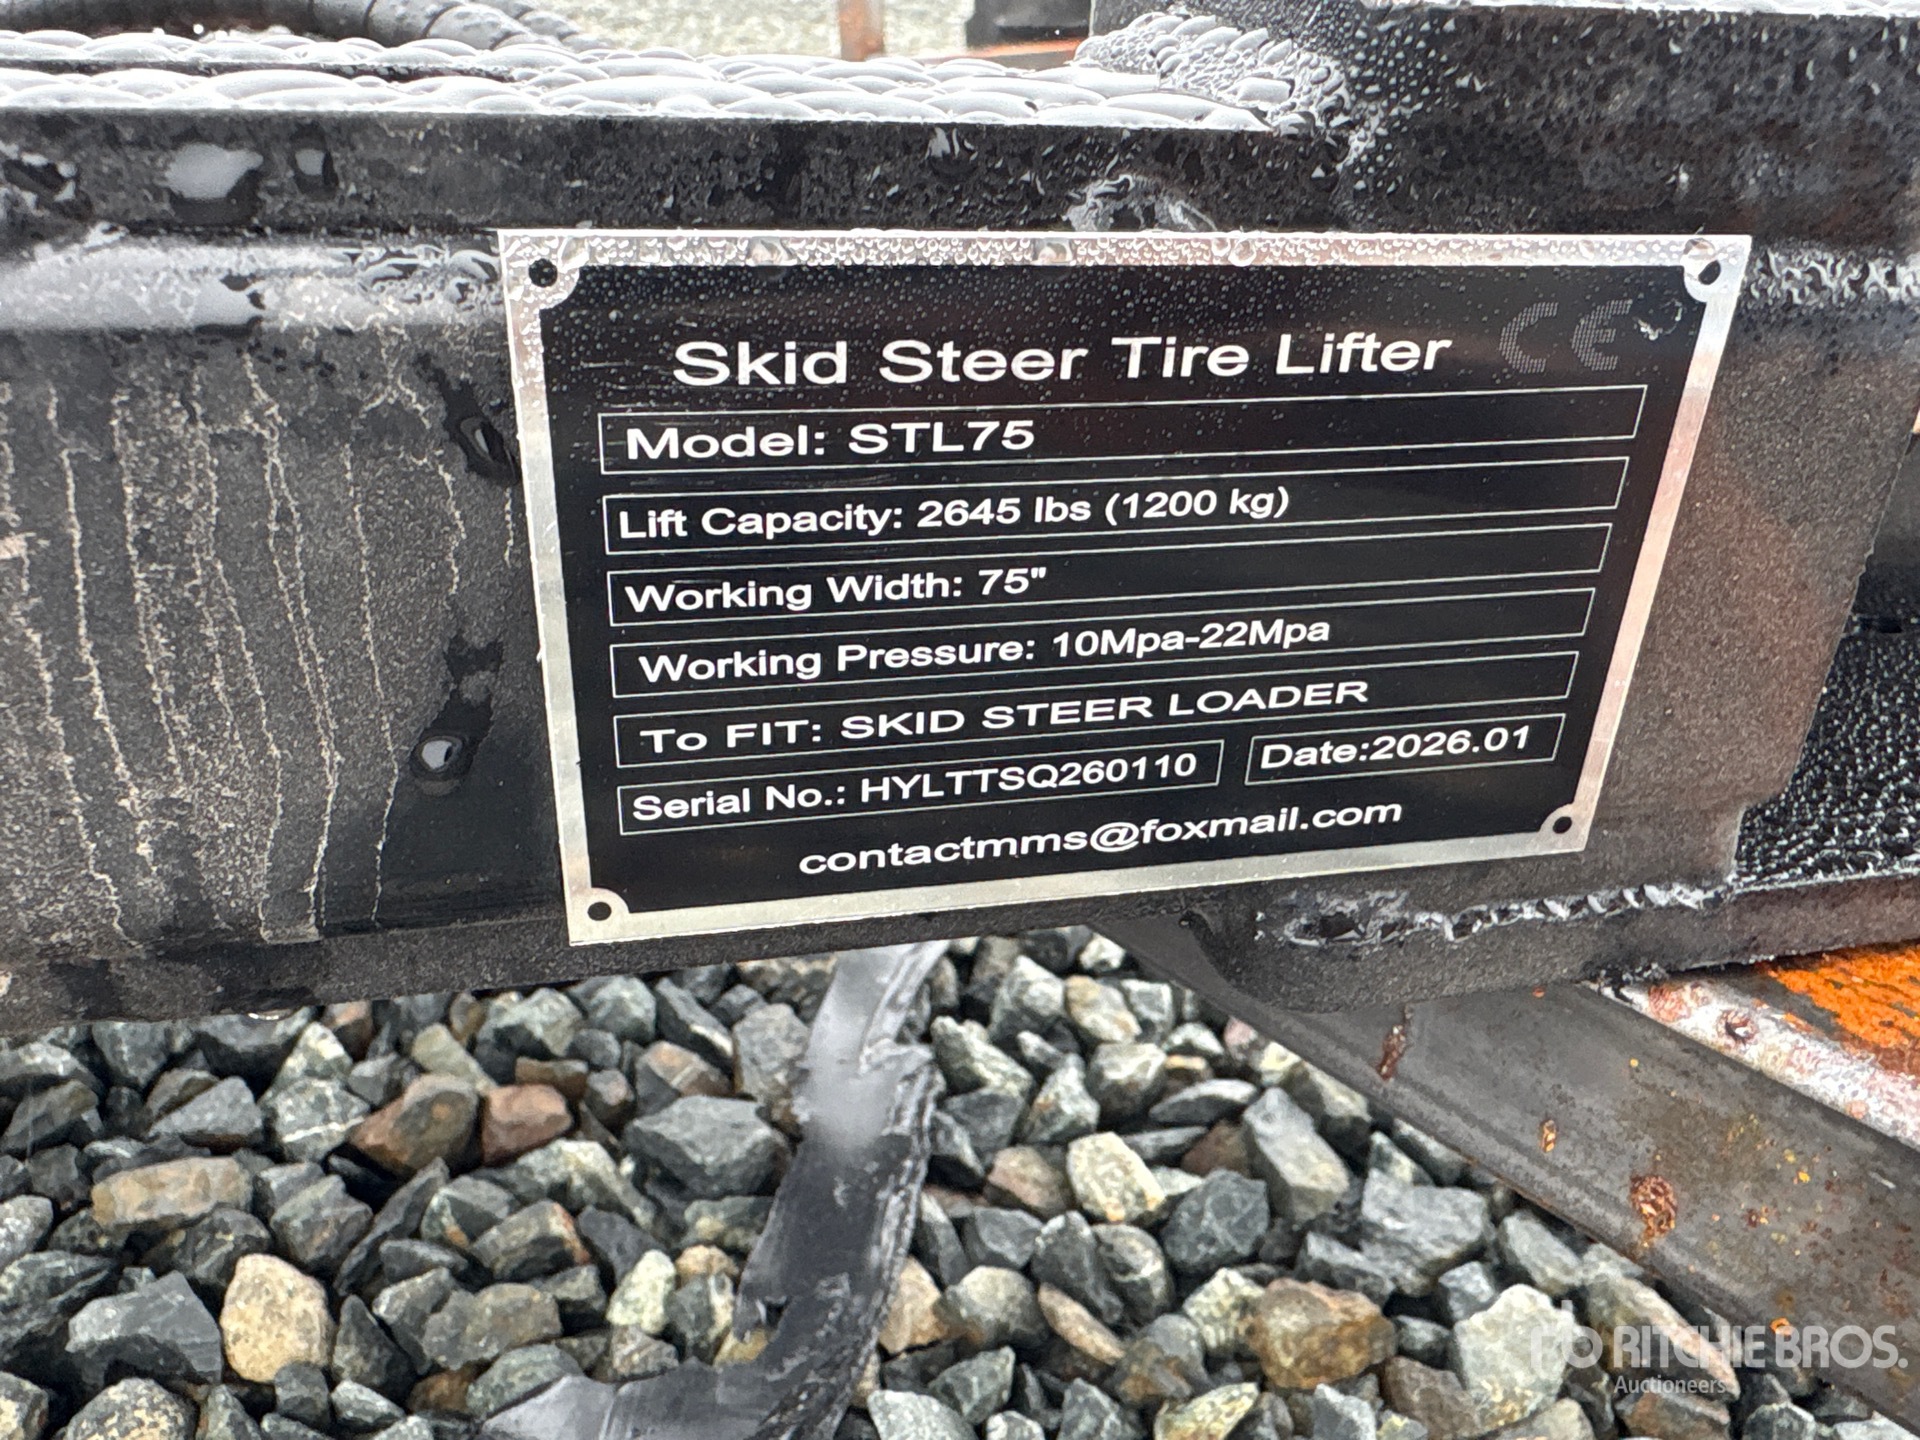 Skid Steer Tire Lifter CE
Model: STL75
Lift Capacity: 2645 lbs (1200 kg)
Working Width: 75"
Working Pressure: 10Mpa-22Mpa
To FIT: SKID STEER LOADER
Serial No.: HYLTTSQ260110 Date:2026.01
contactmms@foxmail.com
rb RITCHIE BROS.
Auctioneers